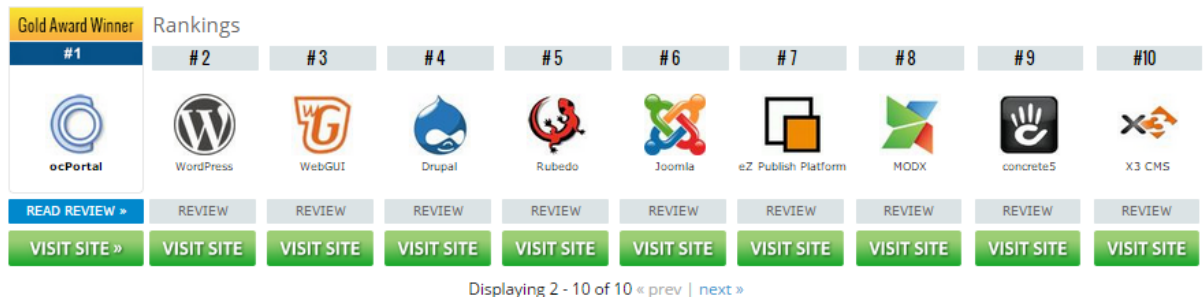 Gold Award Winner Rankings
#1 #2 #3 #4 #5 #6 #7 #8 #9 #10
W WG X3
ocPortal WordPress WebGUI Drupal Rubedo Joomla eZ Publish Platform MODX concrete5 X3 CMS
READ REVIEW » REVIEW REVIEW REVIEW REVIEW REVIEW REVIEW REVIEW REVIEW REVIEW
VISIT SITE » VISIT SITE VISIT SITE VISIT SITE VISIT SITE VISIT SITE VISIT SITE VISIT SITE VISIT SITE VISIT SITE
Displaying 2 - 10 of 10 « prev | next »